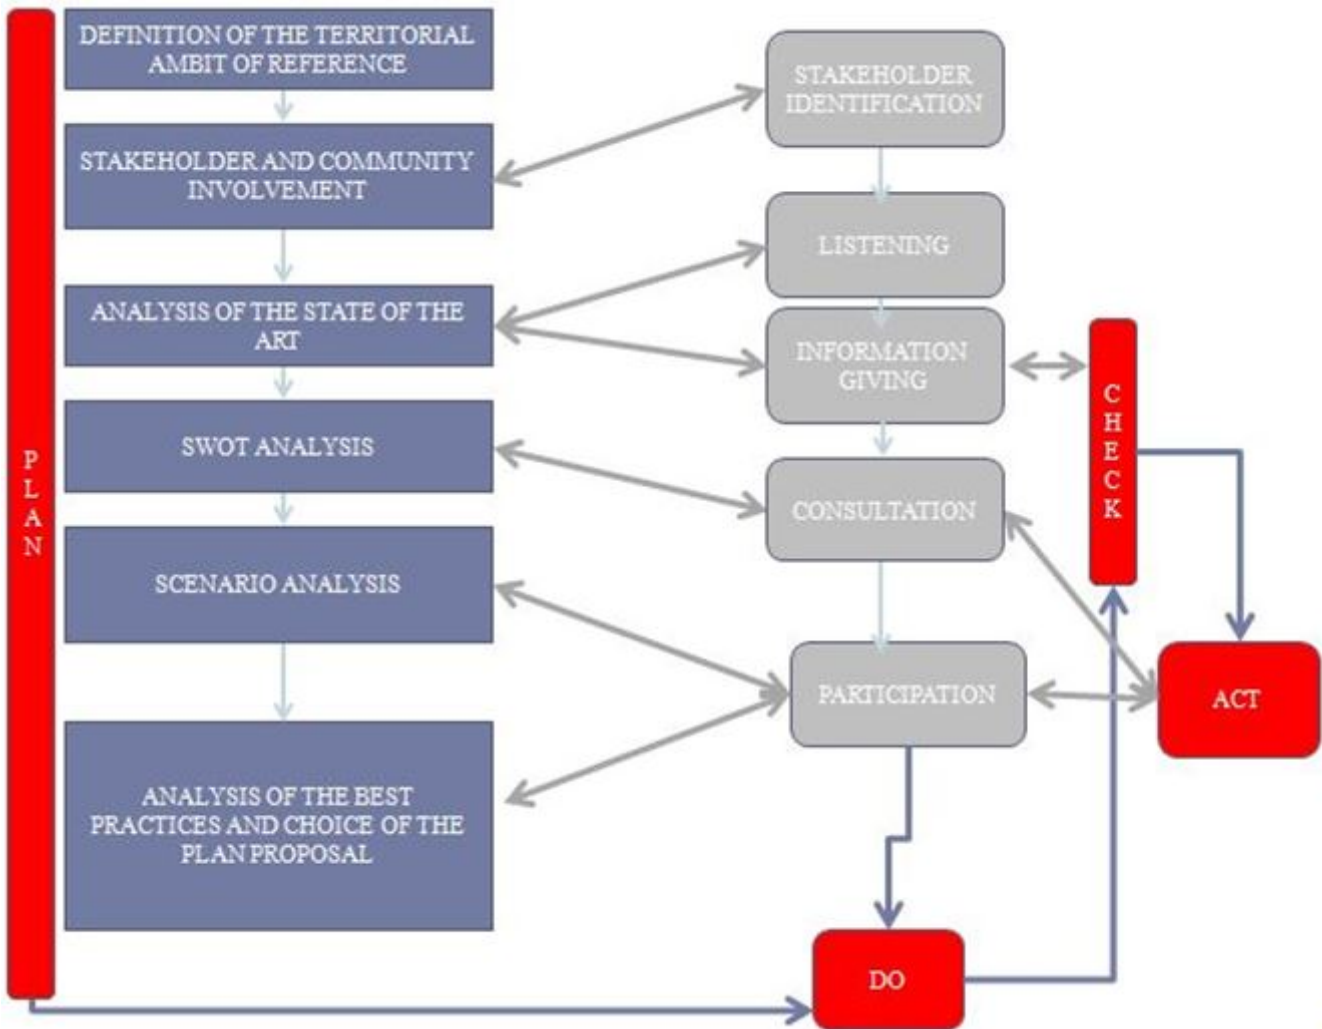 P
L
A
N
DEFINITION OF THE TERRITORIAL
AMBIT OF REFERENCE
STAKEHOLDER AND COMMUNITY
INVOLVEMENT
ANALYSIS OF THE STATE OF THE
ART
SWOT ANALYSIS
SCENARIO ANALYSIS
ANALYSIS OF THE BEST
PRACTICES AND CHOICE OF THE
PLAN PROPOSAL
STAKEHOLDER
IDENTIFICATION
LISTENING
INFORMATION
GIVING
CONSULTATION
PARTICIPATION
DO
C
H
E
C
K
ACT